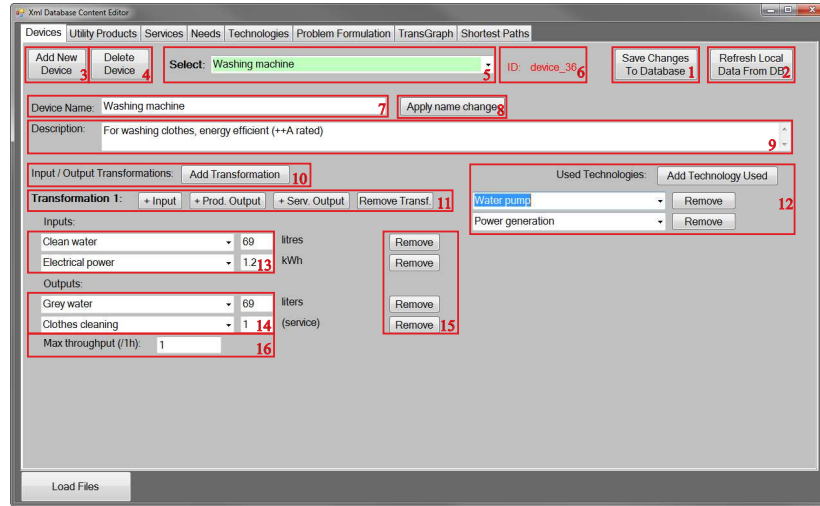 Xml Database Content Editor
Devices Utility Products Services Needs Technologies Problem Formulation TransGraph Shortest Paths
Add New Device 3 Delete Device 4 Select: Washing machine 5 ID: device_36 6 Save Changes To Database 1 Refresh Local Data From DB 2
Device Name: Washing machine 7 Apply name change 8
Description: For washing clothes, energy efficient (++A rated) 9
Input / Output Transformations: Add Transformation 10 Used Technologies: Add Technology Used
Transformation 1: + Input + Prod. Output + Serv. Output Remove Transf. 11 Water pump Remove 12
Inputs: Power generation Remove
Clean water 69 litres Remove
Electrical power 1.2 13 kWh Remove
Outputs:
Grey water 69 liters Remove
Clothes cleaning 1 14 (service) Remove 15
Max throughput (/1h): 1 16
Load Files